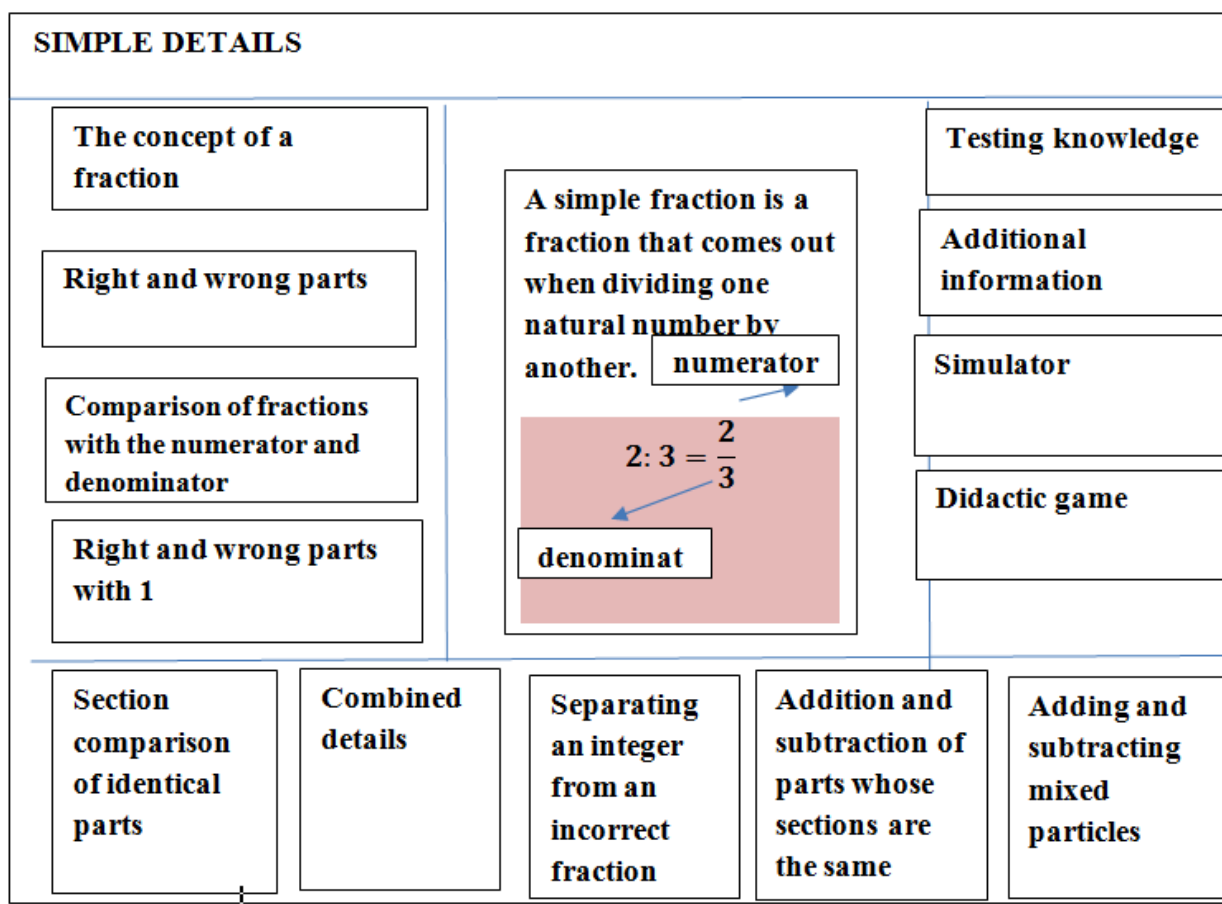 SIMPLE DETAILS
The concept of a
fraction
Right and wrong parts
Comparison of fractions
with the numerator and
denominator
Right and wrong parts
with 1
A simple fraction is a
fraction that comes out
when dividing one
natural number by
another.
numerator
2: 3 = 2/3
denominat
Testing knowledge
Additional
information
Simulator
Didactic game
Section
comparison
of identical
parts
Combined
details
Separating
an integer
from an
incorrect
fraction
Addition and
subtraction of
parts whose
sections are
the same
Adding and
subtracting
mixed
particles